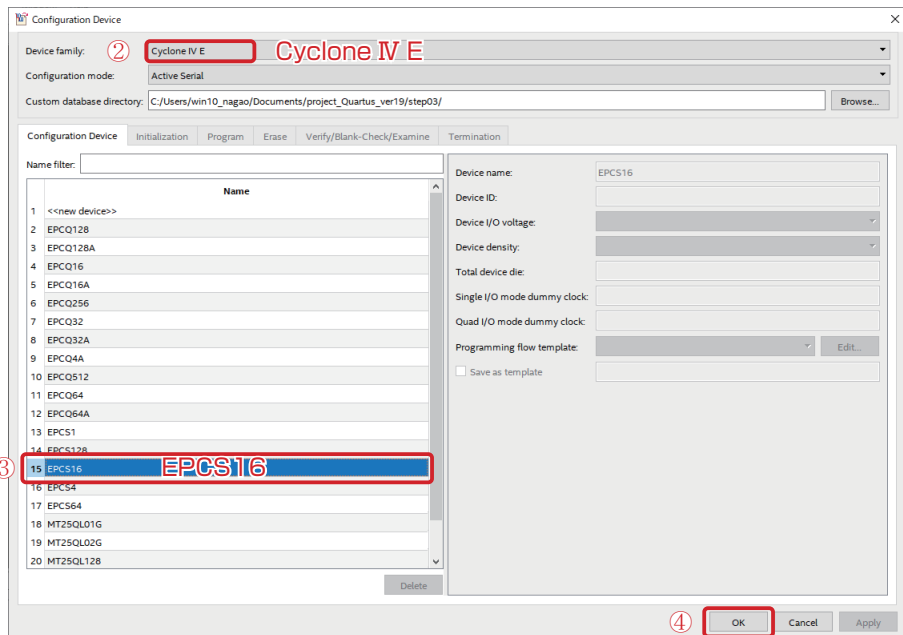 Configuration Device
Device family: ② Cyclone IV E Cyclone Ⅳ E
Configuration mode: Active Serial
Custom database directory: C:/Users/win10_nagao/Documents/project_Quartus_ver19/step03/ Browse...
Configuration Device Initialization Program Erase Verify/Blank-Check/Examine Termination
Name filter:
Name
1 <<new device>>
2 EPCQ128
3 EPCQ128A
4 EPCQ16
5 EPCQ16A
6 EPCQ256
7 EPCQ32
8 EPCQ32A
9 EPCQ4A
10 EPCQ512
11 EPCQ64
12 EPCQ64A
13 EPCS1
14 EPCS128
③ 15 EPCS16 EPCS16
16 EPCS4
17 EPCS64
18 MT25QL01G
19 MT25QL02G
20 MT25QL128
Delete
Device name: EPCS16
Device ID:
Device I/O voltage:
Device density:
Total device die:
Single I/O mode dummy clock:
Quad I/O mode dummy clock:
Programming flow template: Edit...
Save as template
④ OK Cancel Apply